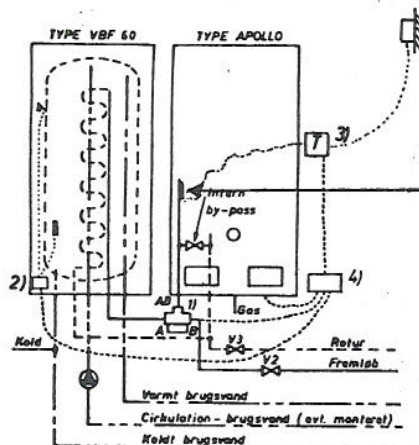 TYPE VBF 60
TYPE APOLLO
T
3)
Intern
by-pass
2)
4)
AB
1)
Gas
A
B
V3
Retur
Kold
V2
Fremløb
Varmt brugsvand
Cirkulation - brugsvand (evt. monteret)
Koldt brugsvand